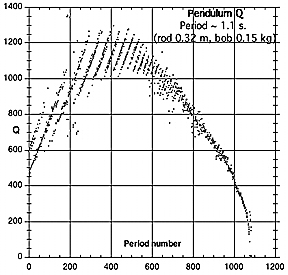 Pendulum Q
Period ~ 1.1 s.
(rod 0.32 m, bob 0.15 kg)
1400
1200
1000
800
Q
600
400
200
0
Period number
0 200 400 600 800 1000 1200